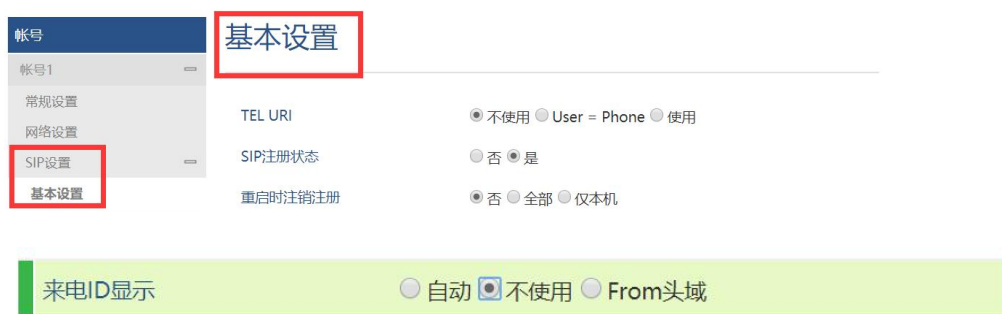 帐号
帐号1
常规设置
网络设置
SIP设置
基本设置
基本设置
TEL URI 不使用 User = Phone 使用
SIP注册状态 否 是
重启时注销注册 否 全部 仅本机
来电ID显示 自动 不使用 From头域